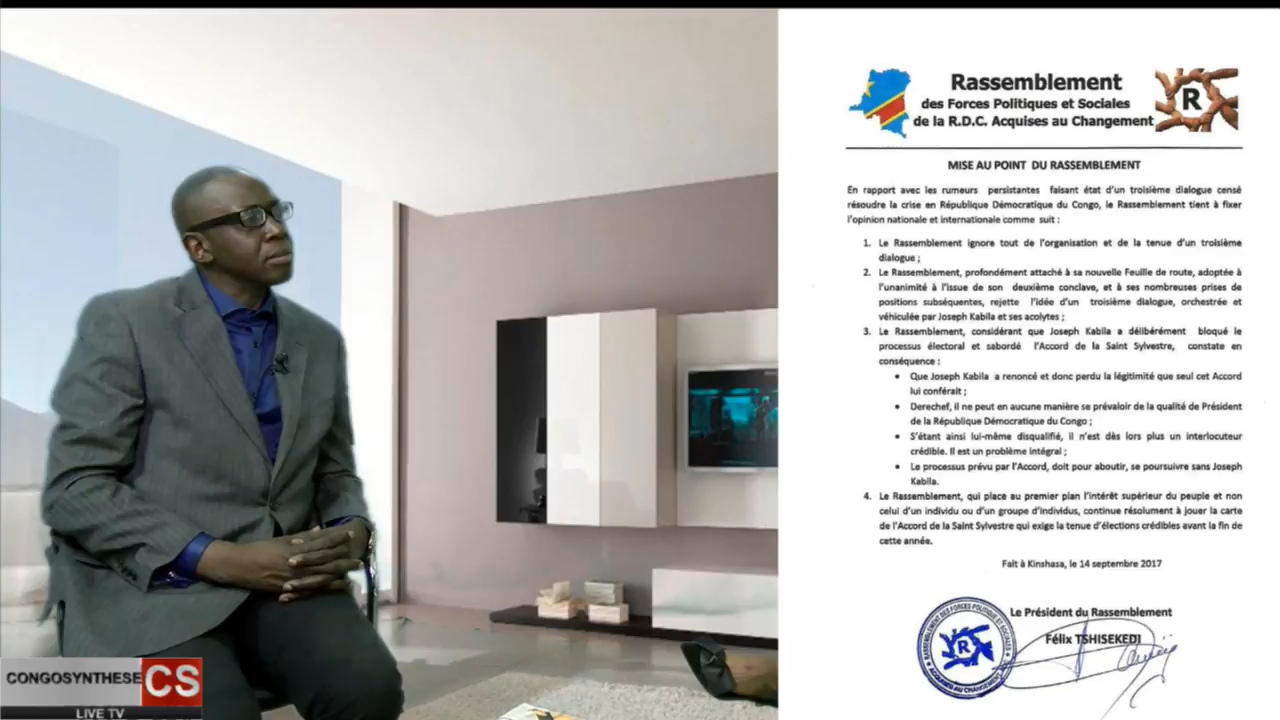 Rassemblement
des Forces Politiques et Sociales
de la R.D.C. Acquises au Changement
R
MISE AU POINT DU RASSEMBLEMENT
En rapport avec les rumeurs persistantes faisant état d'un troisième dialogue censé
résoudre la crise en République Démocratique du Congo, le Rassemblement tient à fixer
l'opinion nationale et internationale comme suit :
1. Le Rassemblement ignore tout de l'organisation et de la tenue d'un troisième
dialogue ;
2. Le Rassemblement, profondément attaché à sa nouvelle Feuille de route, adoptée à
l'unanimité à l'issue de son deuxième conclave, et à ses nombreuses prises de
positions subséquentes, rejette l'idée d'un troisième dialogue, orchestrée et
véhiculée par Joseph Kabila et ses acolytes ;
3. Le Rassemblement, considérant que Joseph Kabila a délibérément bloqué le
processus électoral et sabordé l'Accord de la Saint Sylvestre, constate en
conséquence :
• Que Joseph Kabila a renoncé et donc perdu la légitimité que seul cet Accord
lui conférait ;
• Derechef, il ne peut en aucune manière se prévaloir de la qualité de Président
de la République Démocratique du Congo ;
• S'étant ainsi lui-même disqualifié, il n'est dès lors plus un interlocuteur
crédible. Il est un problème intégral ;
• Le processus prévu par l'Accord, doit pour aboutir, se poursuivre sans Joseph
Kabila.
4. Le Rassemblement, qui place au premier plan l'intérêt supérieur du peuple et non
celui d'un individu ou d'un groupe d'individus, continue résolument à jouer la carte
de l'Accord de la Saint Sylvestre qui exige la tenue d'élections crédibles avant la fin de
cette année.
Fait à Kinshasa, le 14 septembre 2017
Le Président du Rassemblement
Félix TSHISEKEDI
RASSEMBLEMENT DES FORCES POLITIQUES ET SOCIALES
R
ACQUISES AU CHANGEMENT
CONGOSYNTHESE CS
LIVE TV